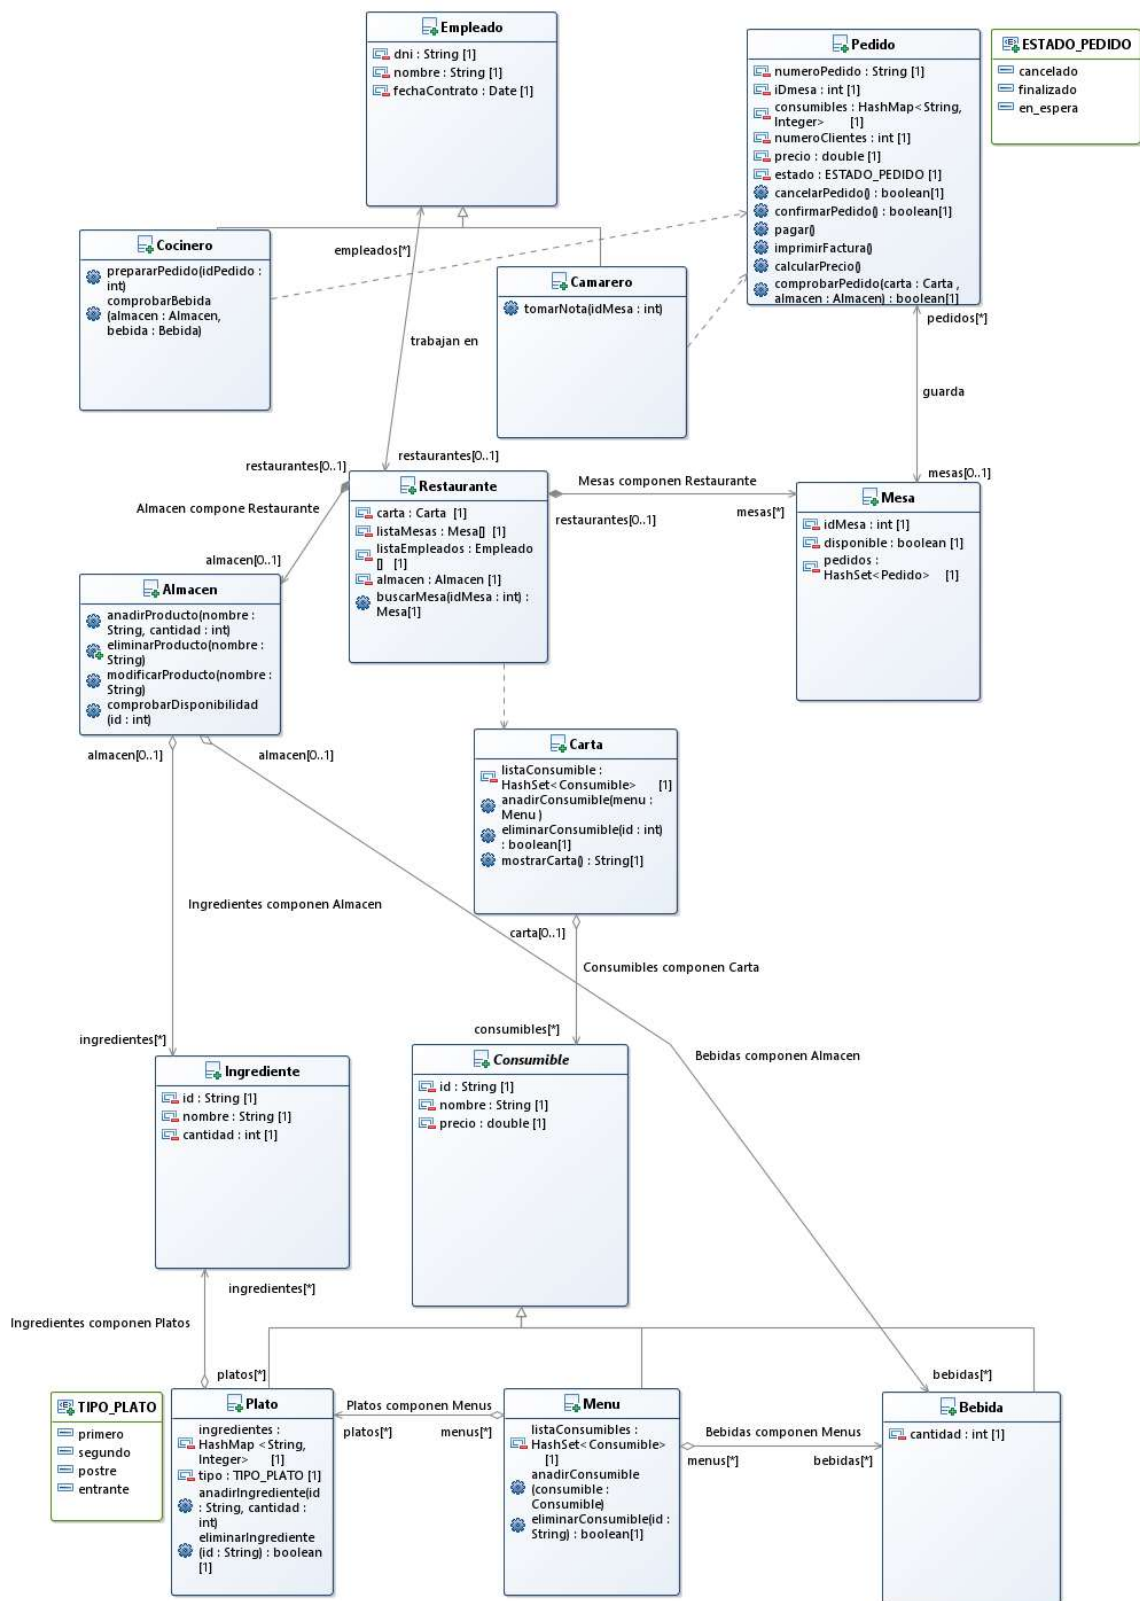 Empleado
dni : String [1]
nombre : String [1]
fechaContrato : Date [1]
Pedido
numeroPedido : String [1]
iDmesa : int [1]
consumibles : HashMap<String,
Integer> [1]
numeroClientes : int [1]
precio : double [1]
estado : ESTADO_PEDIDO [1]
cancelarPedido() : boolean[1]
confirmarPedido() : boolean[1]
pagar()
imprimirFactura()
calcularPrecio()
comprobarPedido(carta : Carta ,
almacen : Almacen) : boolean[1]
ESTADO_PEDIDO
cancelado
finalizado
en_espera
Cocinero
prepararPedido(idPedido :
int)
comprobarBebida
(almacen : Almacen,
bebida : Bebida)
empleados[*]
Camarero
tomarNota(idMesa : int)
pedidos[*]
trabajan en
guarda
restaurantes[0..1]
restaurantes[0..1]
mesas[0..1]
Almacen compone Restaurante
Restaurante
carta : Carta [1]
listaMesas : Mesa[] [1]
listaEmpleados : Empleado
[] [1]
almacen : Almacen [1]
buscarMesa(idMesa : int) :
Mesa[1]
Mesas componen Restaurante
restaurantes[0..1]
mesas[*]
Mesa
idMesa : int [1]
disponible : boolean [1]
pedidos :
HashSet<Pedido> [1]
almacen[0..1]
Almacen
anadirProducto(nombre :
String, cantidad : int)
eliminarProducto(nombre :
String)
modificarProducto(nombre :
String)
comprobarDisponibilidad
(id : int)
almacen[0..1]
almacen[0..1]
Carta
listaConsumible :
HashSet<Consumible> [1]
anadirConsumible(menu :
Menu )
eliminarConsumible(id : int)
: boolean[1]
mostrarCarta() : String[1]
Ingredientes componen Almacen
carta[0..1]
Consumibles componen Carta
consumibles[*]
ingredientes[*]
Bebidas componen Almacen
Ingrediente
id : String [1]
nombre : String [1]
cantidad : int [1]
Consumible
id : String [1]
nombre : String [1]
precio : double [1]
ingredientes[*]
Ingredientes componen Platos
platos[*]
bebidas[*]
TIPO_PLATO
primero
segundo
postre
entrante
Plato
ingredientes :
HashMap <String,
Integer> [1]
tipo : TIPO_PLATO [1]
anadirIngrediente(id
: String, cantidad :
int)
eliminarIngrediente
(id : String) : boolean
[1]
Platos componen Menus
platos[*]
menus[*]
Menu
listaConsumibles :
HashSet<Consumible>
[1]
anadirConsumible
(consumible :
Consumible)
eliminarConsumible(id :
String) : boolean[1]
Bebidas componen Menus
menus[*]
bebidas[*]
Bebida
cantidad : int [1]